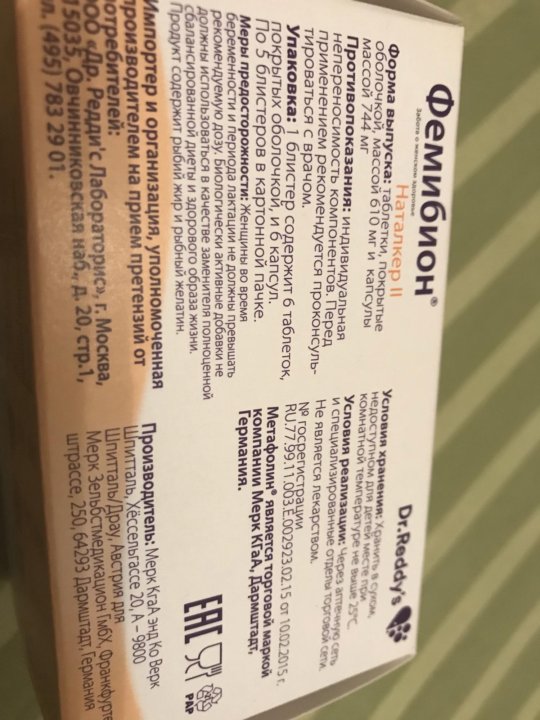 Фемибион®
Забота о женском здоровье
Наталкер II
Форма выпуска: таблетки, покрытые
оболочкой, массой 610 мг и капсулы
массой 744 мг
Противопоказания: индивидуальная
непереносимость компонентов. Перед
применением рекомендуется проконсуль-
тироваться с врачом.
Упаковка: 1 блистер содержит 6 таблеток,
покрытых оболочкой, и 6 капсул.
По 5 блистеров в картонной пачке.
Меры предосторожности: Женщины во время
беременности и периода лактации не должны превышать
рекомендуемую дозу. Биологически активные добавки не
должны использоваться в качестве заменителя полноценной
сбалансированной диеты и здорового образа жизни.
Продукт содержит рыбий жир и рыбный желатин.
Импортер и организация, уполномоченная
производителем на прием претензий от
потребителей:
ООО «Др. Редди'с Лабораторис», г. Москва,
15035, Овчинниковская наб., д. 20, стр.1,
ел. (495) 783 29 01.
Dr.Reddy's
Условия хранения: Хранить в сухом,
недоступном для детей месте при
комнатной температуре не выше 25°С.
Условия реализации: Через аптечную сеть
и специализированные отделы торговой сети.
Не является лекарством.
№ госрегистрации
RU.77.99.11.003.Е.002923.02.15 от 10.02.2015 г.
Метафолин® является торговой маркой
компании Мерк КГаА, Дармштадт,
Германия.
EAC
PAP
Производитель: Мерк КгаА энд Ко Верк
Шпитталь, Хёссельгассе 20, А - 9800
Шпитталь/Драу, Австрия для
Мерк Зельбстмедикацион ГмбХ, Франкфурте
штрассе, 250, 64293 Дармштадт, Германия